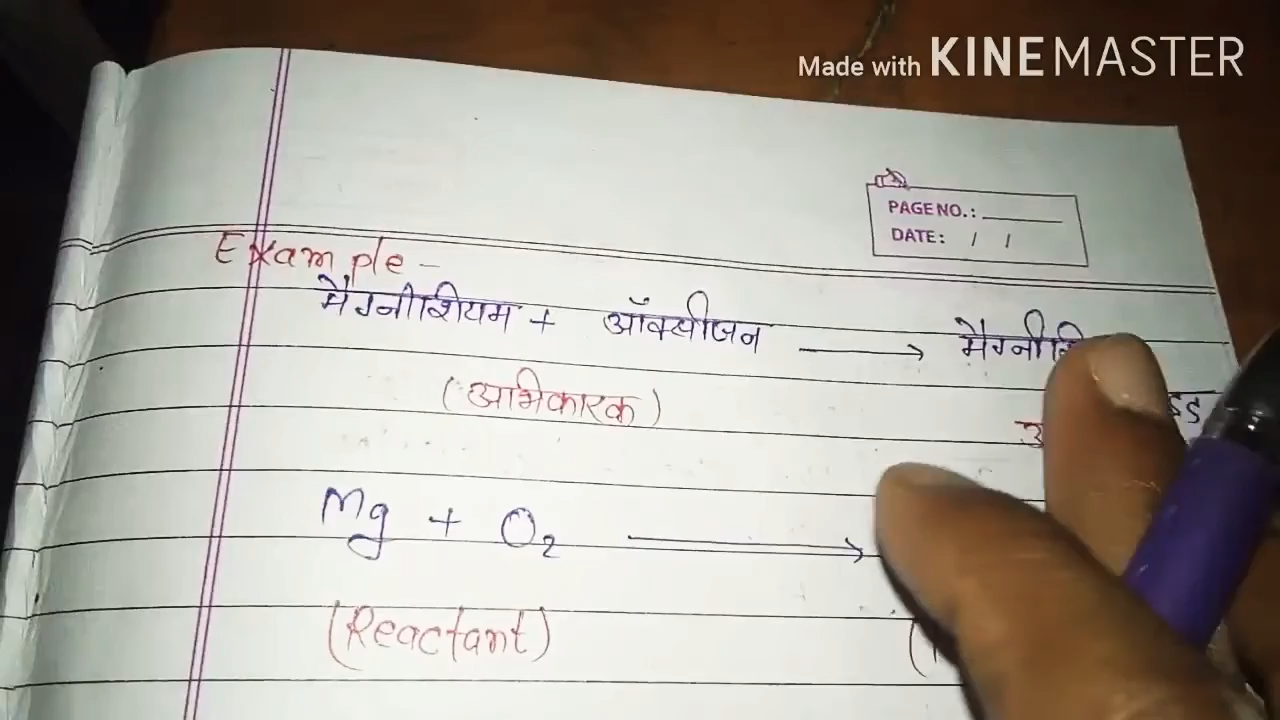 Made with KINEMASTER
PAGE NO.:
DATE: / /
Example -
मैग्नीशियम + ऑक्सीजन →
(अभिकारक)
Mg + O₂ →
(Reactant)